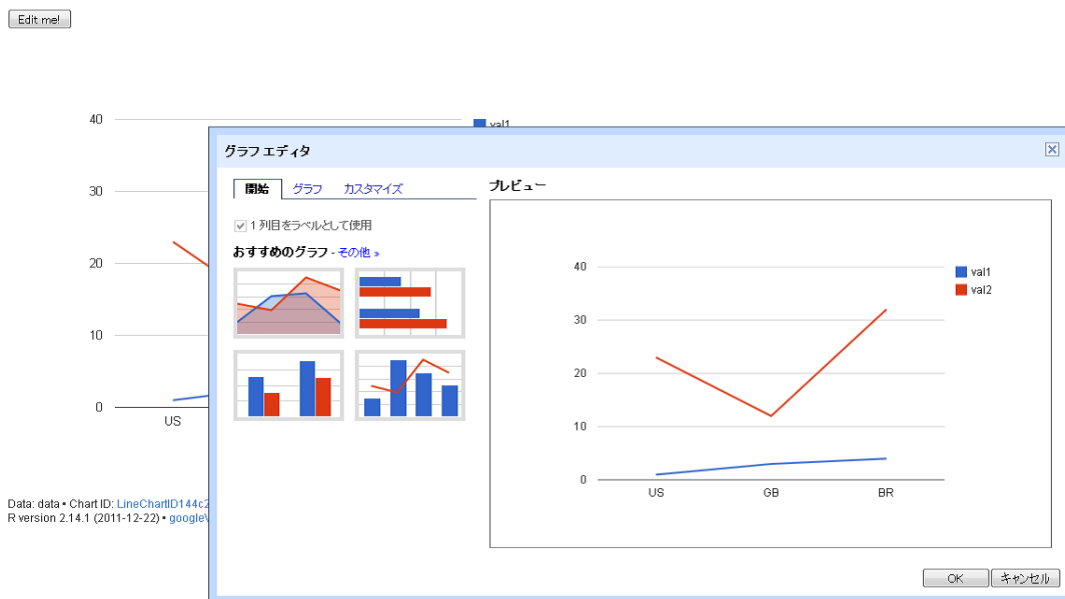 Edit me!
40
30
20
10
0
US
val1
グラフ エディタ
開始 グラフ カスタマイズ
1 列目をラベルとして使用
おすすめのグラフ - その他 »
プレビュー
40
30
20
10
0
US GB BR
val1
val2
OK キャンセル
Data: data • Chart ID: LineChartID144c2
R version 2.14.1 (2011-12-22) • google